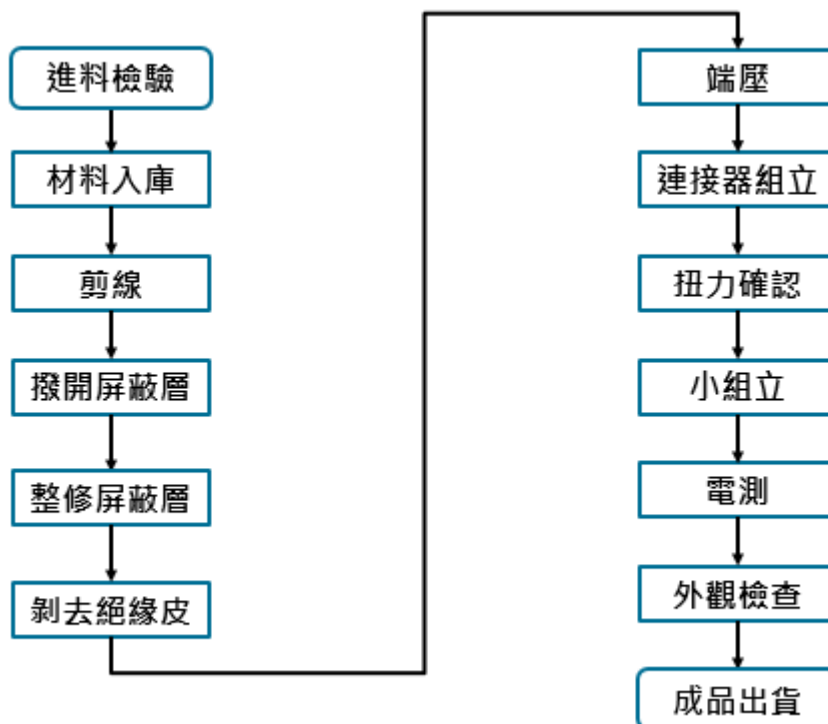 進料檢驗
材料入庫
剪線
撥開屏蔽層
整修屏蔽層
剝去絕緣皮
端壓
連接器組立
扭力確認
小組立
電測
外觀檢查
成品出貨